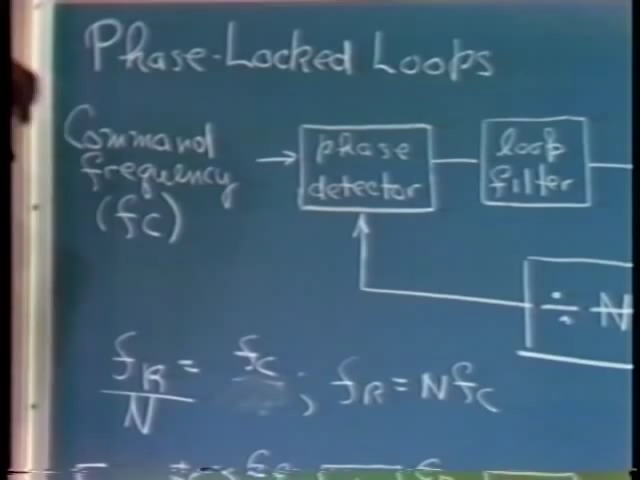 Phase-Locked Loops
Command
frequency
(fc)
phase
detector
loop
filter
÷ N
fR/N = fc ; fR = Nfc